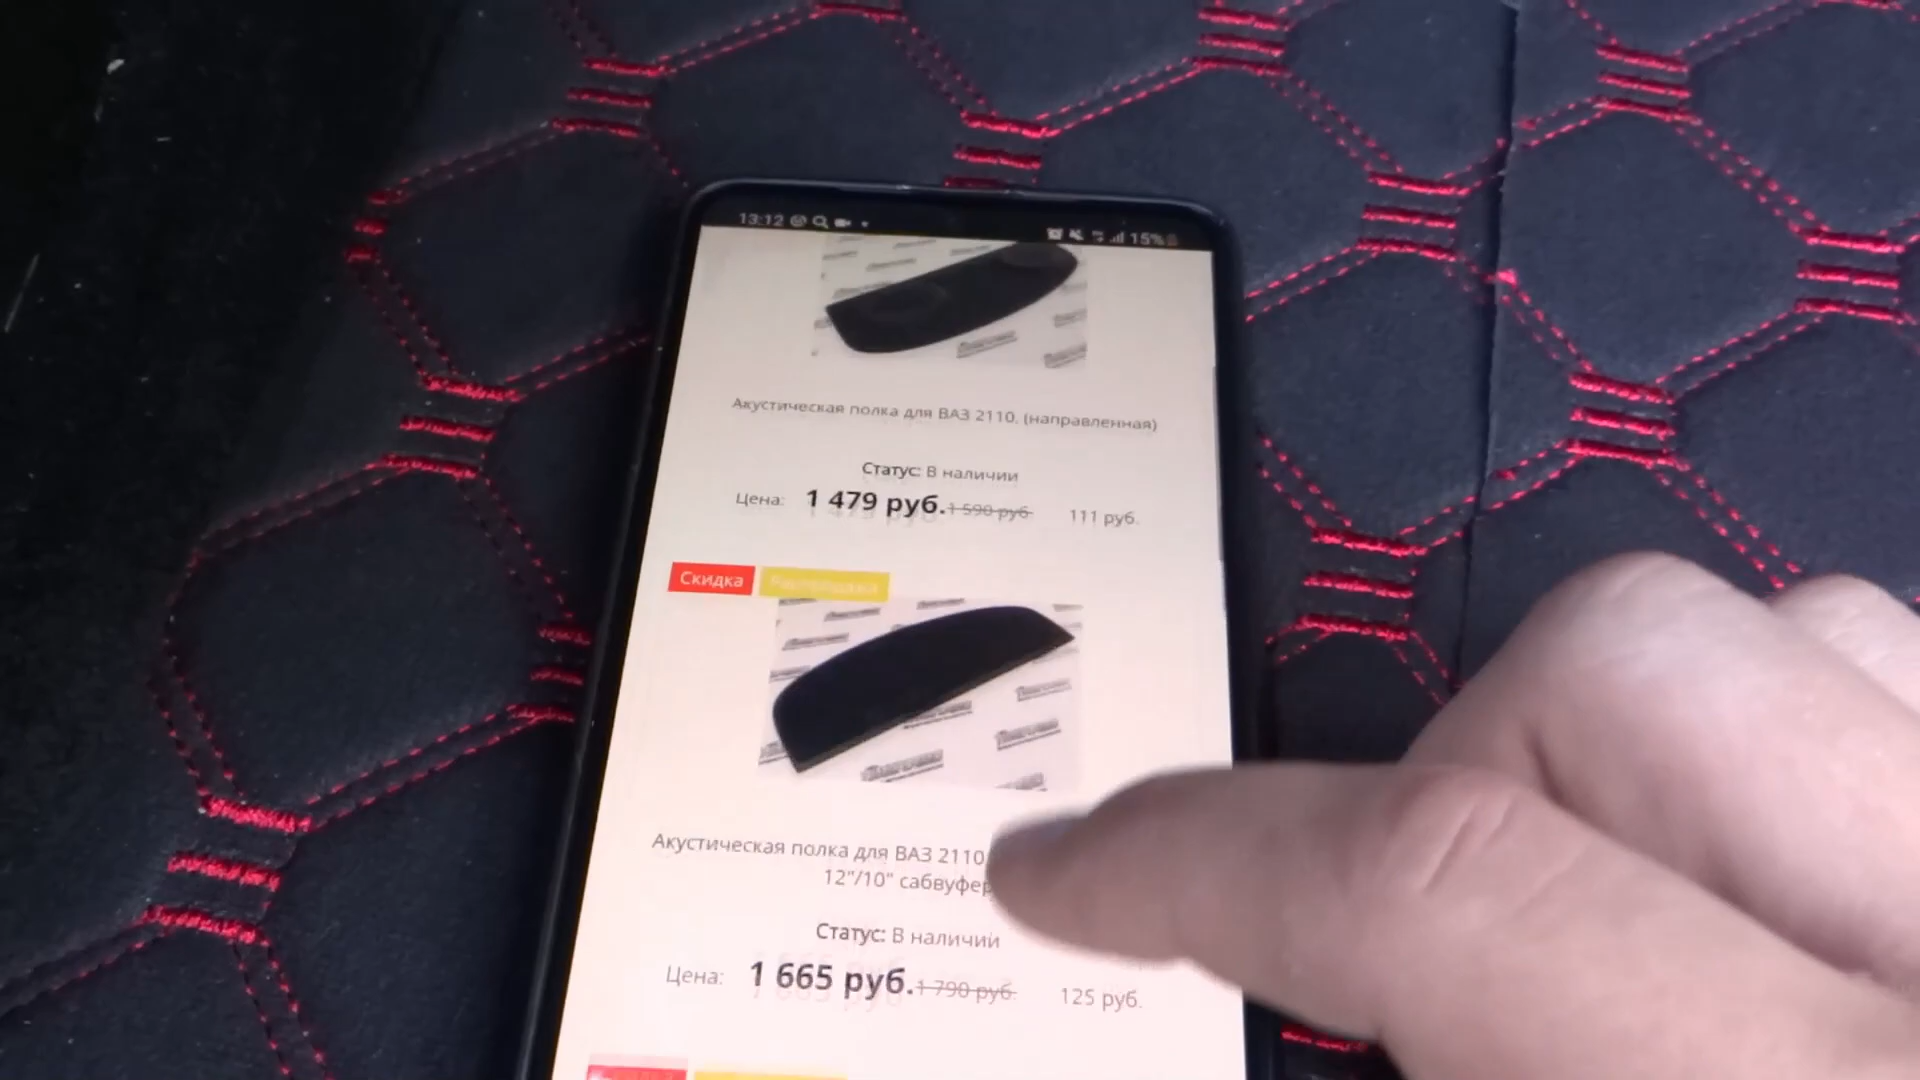 13:12
15%
Акустическая полка для ВАЗ 2110, (направленная)
Статус: В наличии
Цена: 1 479 руб. 1 590 руб. 111 руб.
Скидка Распродажа
Акустическая полка для ВАЗ 2110
12"/10" сабвуфер
Статус: В наличии
Цена: 1 665 руб. 1 790 руб. 125 руб.